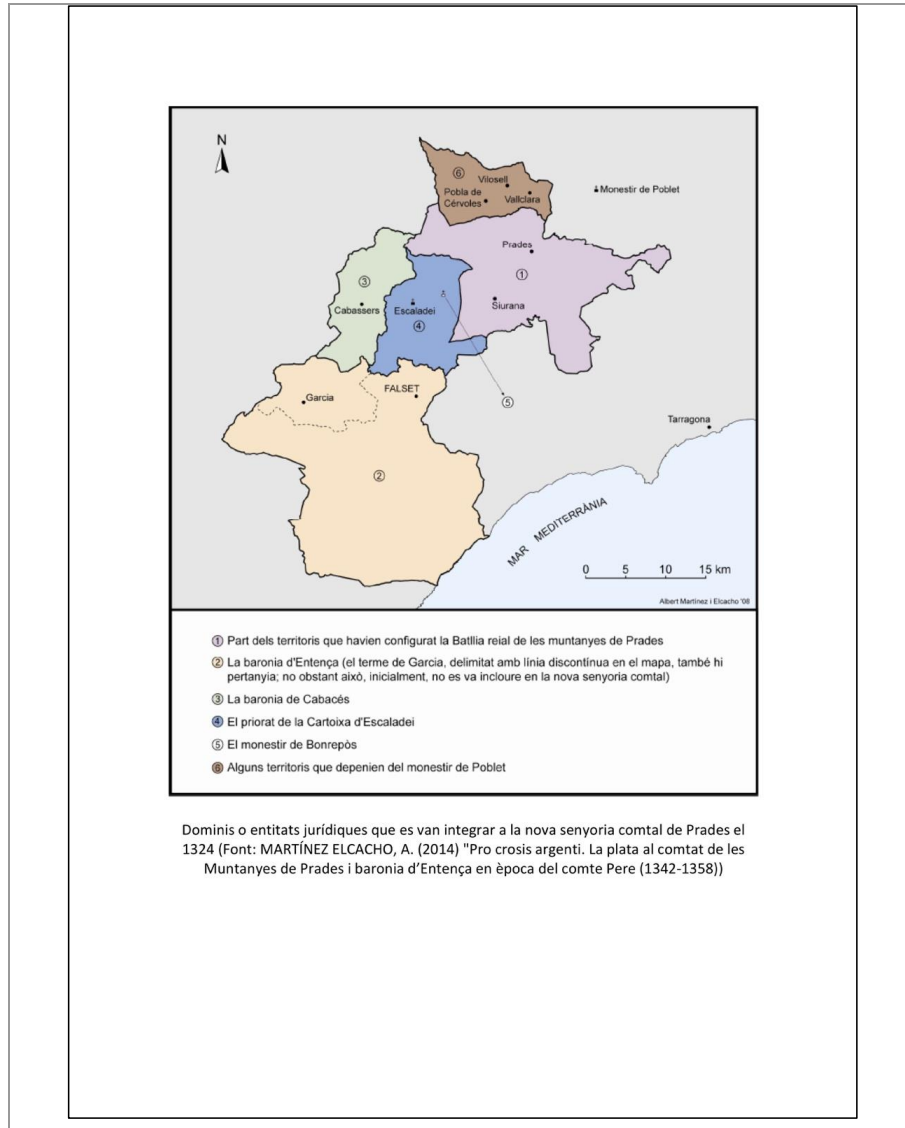 N
⑥
Vilosell
Pobla de
Cérvoles
Vallclara
Monestir de Poblet
Prades
①
③
Cabassers
Escaladei
④
Siurana
Garcia
FALSET
⑤
Tarragona
②
MAR MEDITERRÀNIA
0 5 10 15 km
Albert Martínez i Elcacho '08
① Part dels territoris que havien configurat la Batllia reial de les muntanyes de Prades
② La baronia d'Entença (el terme de Garcia, delimitat amb línia discontínua en el mapa, també hi
pertanyia; no obstant això, inicialment, no es va incloure en la nova senyoria comtal)
③ La baronia de Cabacés
④ El priorat de la Cartoixa d'Escaladei
⑤ El monestir de Bonrepòs
⑥ Alguns territoris que depenien del monestir de Poblet
Dominis o entitats jurídiques que es van integrar a la nova senyoria comtal de Prades el
1324 (Font: MARTÍNEZ ELCACHO, A. (2014) "Pro crosis argenti. La plata al comtat de les
Muntanyes de Prades i baronia d’Entença en època del comte Pere (1342-1358))